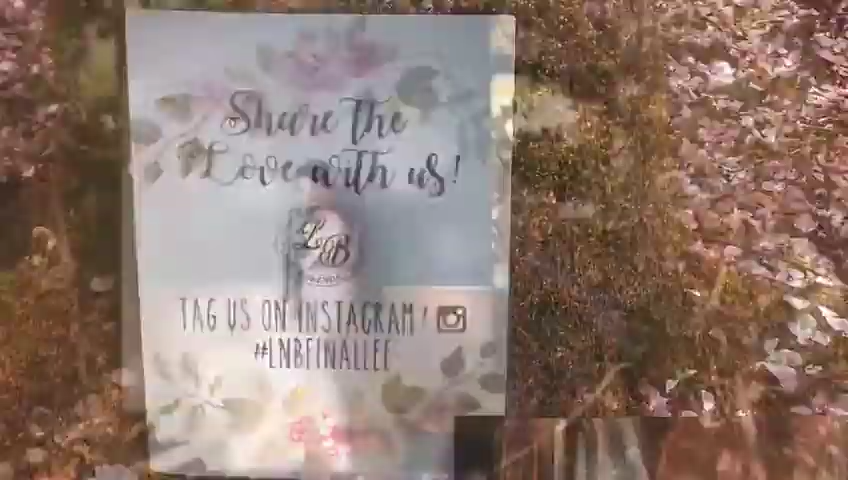 Share the
Love with us!
L&B
TAG US ON INSTAGRAM!
#LNBFINALLEE